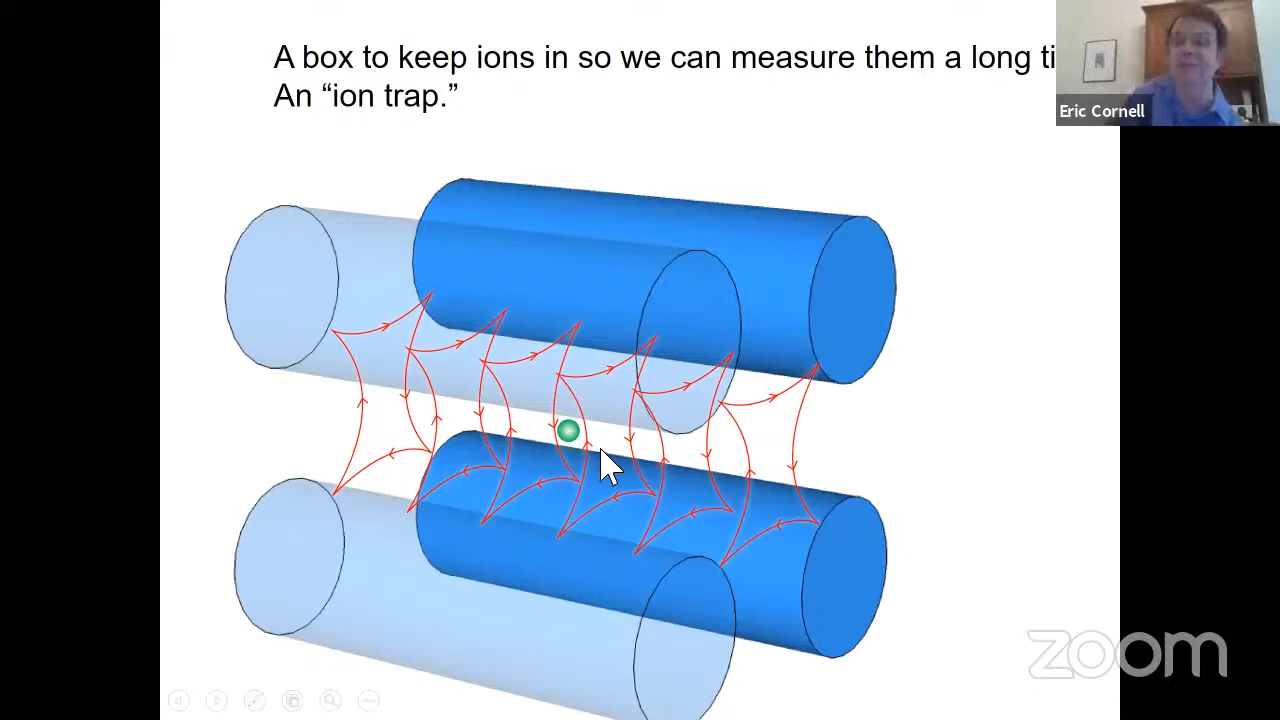 A box to keep ions in so we can measure them a long ti
An “ion trap.”
Eric Cornell
zoom